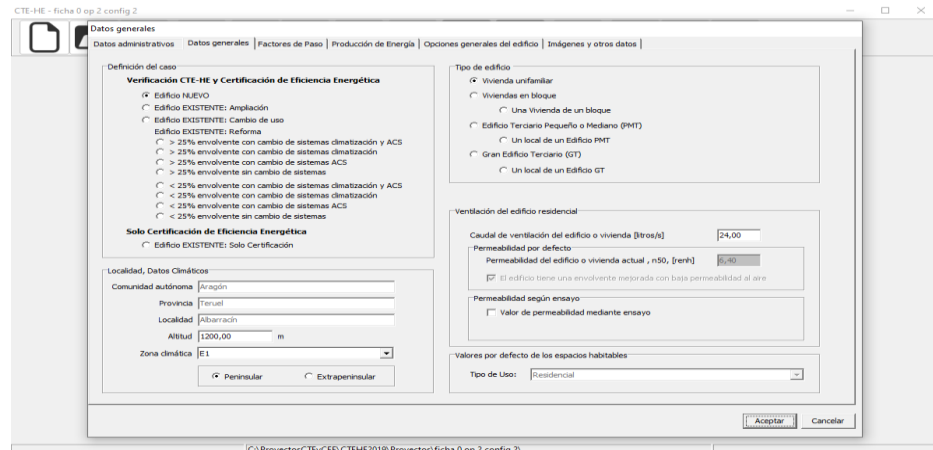 CTE-HE - ficha 0 op 2 config 2
Datos generales
Datos administrativos Datos generales Factores de Paso Producción de Energía Opciones generales del edificio Imágenes y otros datos
Definición del caso
Verificación CTE-HE y Certificación de Eficiencia Energética
Edificio NUEVO
Edificio EXISTENTE: Ampliación
Edificio EXISTENTE: Cambio de uso
Edificio EXISTENTE: Reforma
> 25% envolvente con cambio de sistemas climatización y ACS
> 25% envolvente con cambio de sistemas climatización
> 25% envolvente con cambio de sistemas ACS
> 25% envolvente sin cambio de sistemas
< 25% envolvente con cambio de sistemas climatización y ACS
< 25% envolvente con cambio de sistemas climatización
< 25% envolvente con cambio de sistemas ACS
< 25% envolvente sin cambio de sistemas
Solo Certificación de Eficiencia Energética
Edificio EXISTENTE: Solo Certificación
Localidad, Datos Climáticos
Comunidad autónoma Aragón
Provincia Teruel
Localidad Albarracín
Altitud 1200,00 m
Zona climática E1
Peninsular Extrapeninsular
Tipo de edificio
Vivienda unifamiliar
Viviendas en bloque
Una Vivienda de un bloque
Edificio Terciario Pequeño o Mediano (PMT)
Un local de un Edificio PMT
Gran Edificio Terciario (GT)
Un local de un Edificio GT
Ventilación del edificio residencial
Caudal de ventilación del edificio o vivienda [litros/s] 24,00
Permeabilidad por defecto
Permeabilidad del edificio o vivienda actual , n50, [renh] 6,40
El edificio tiene una envolvente mejorada con baja permeabilidad al aire
Permeabilidad según ensayo
Valor de permeabilidad mediante ensayo
Valores por defecto de los espacios habitables
Tipo de Uso: Residencial
Aceptar Cancelar
C:\ProyectosCTEyCEE\CTEHE2019\Proyectos\ficha 0 op 2 config 2\